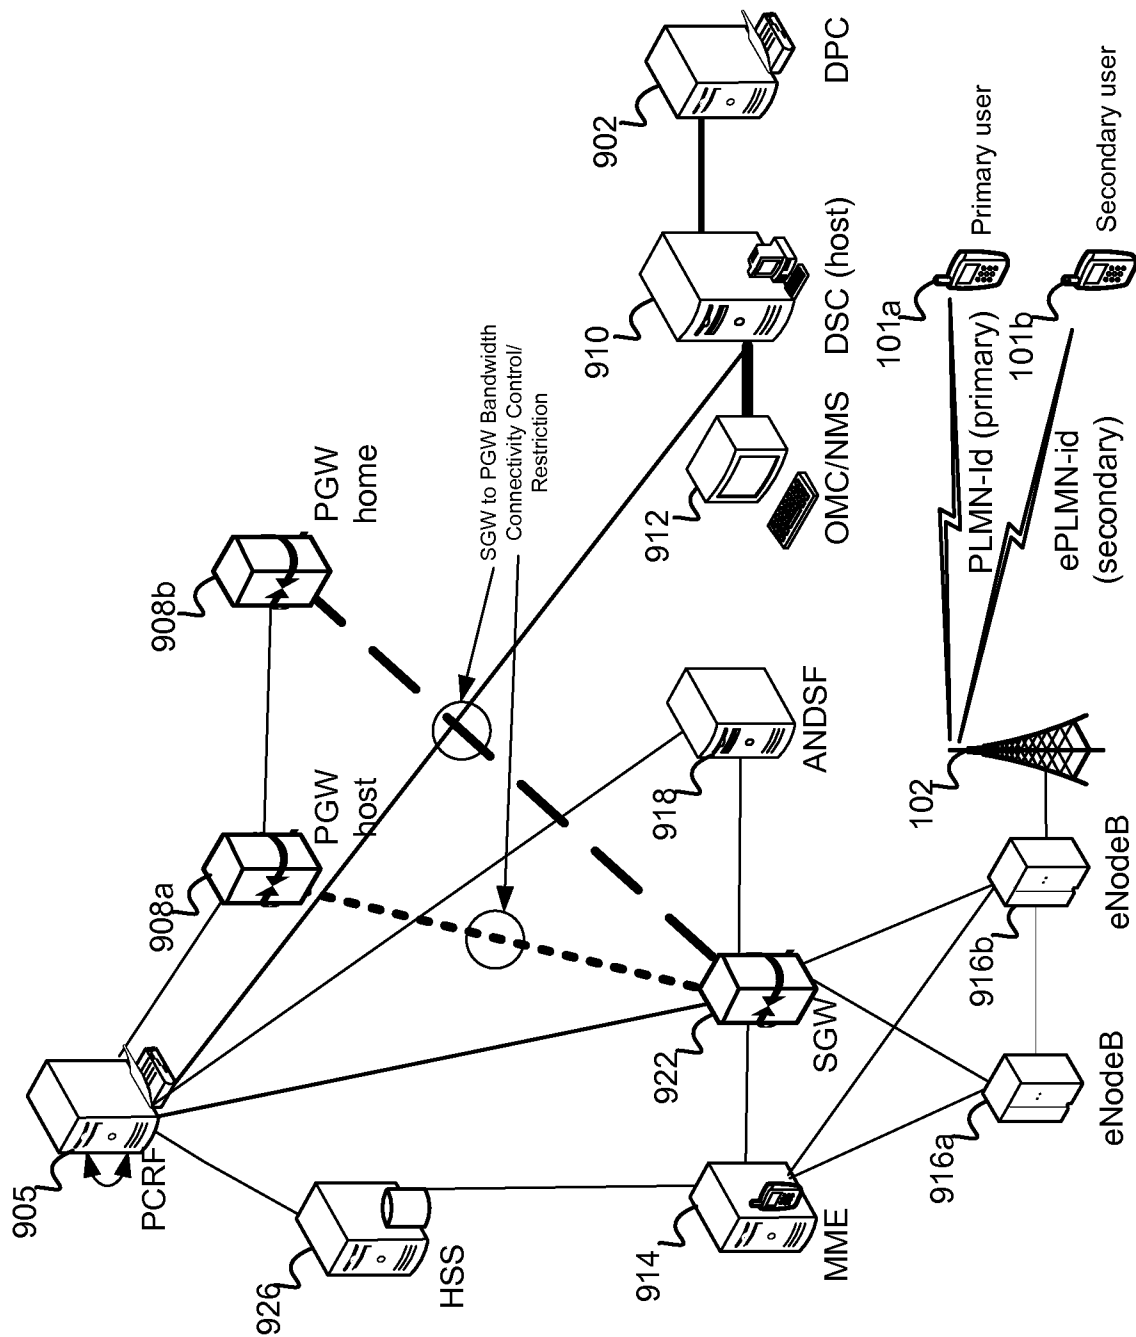 905
PCRF
908a
PGW
host
908b
PGW
home
SGW to PGW Bandwidth
Connectivity Control/
Restriction
926
HSS
914
MME
922
SGW
918
ANDSF
912
OMC/NMS
910
DSC (host)
902
DPC
916a
eNodeB
916b
eNodeB
102
PLMN-Id (primary)
ePLMN-id
(secondary)
101a
Primary user
101b
Secondary user